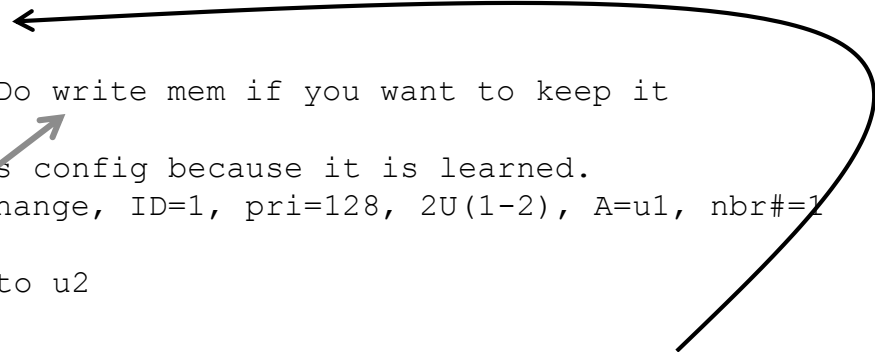 Do write mem if you want to keep it
s config because it is learned.
hange, ID=1, pri=128, 2U(1-2), A=u1, nbr#=1
to u2